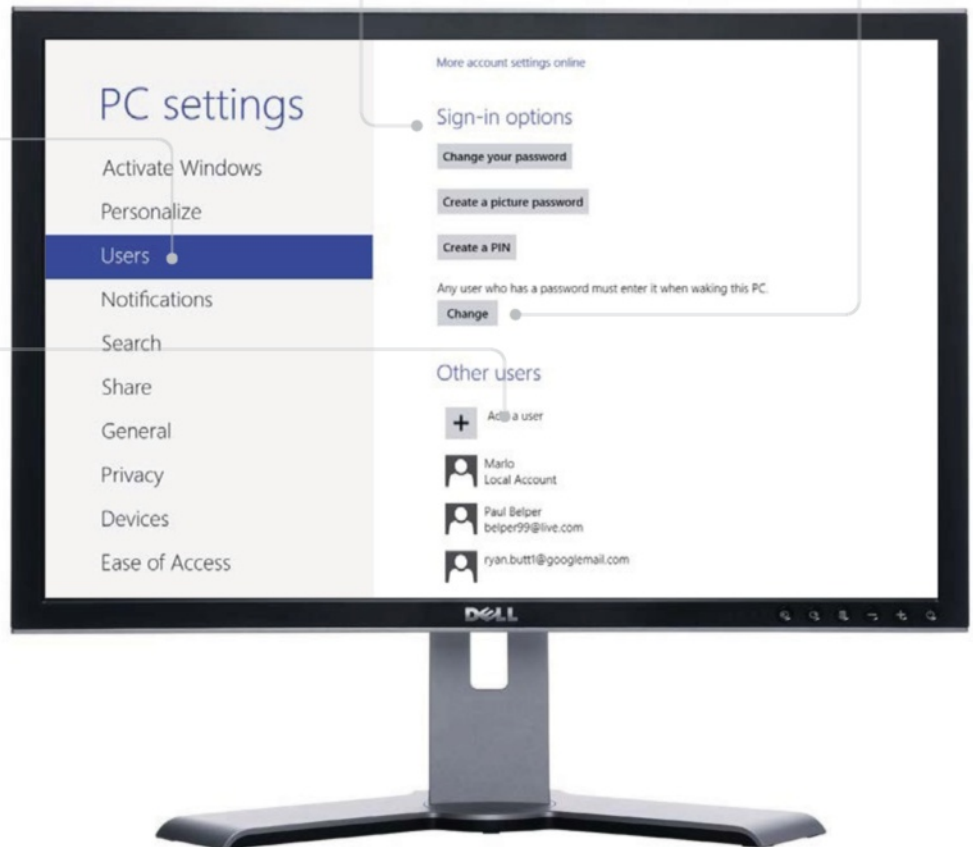 PC settings
Activate Windows
Personalize
Users
Notifications
Search
Share
General
Privacy
Devices
Ease of Access
More account settings online
Sign-in options
Change your password
Create a picture password
Create a PIN
Any user who has a password must enter it when waking this PC.
Change
Other users
+ Add a user
Marlo
Local Account
Paul Belper
belper99@live.com
ryan.butt1@googlemail.com
DELL